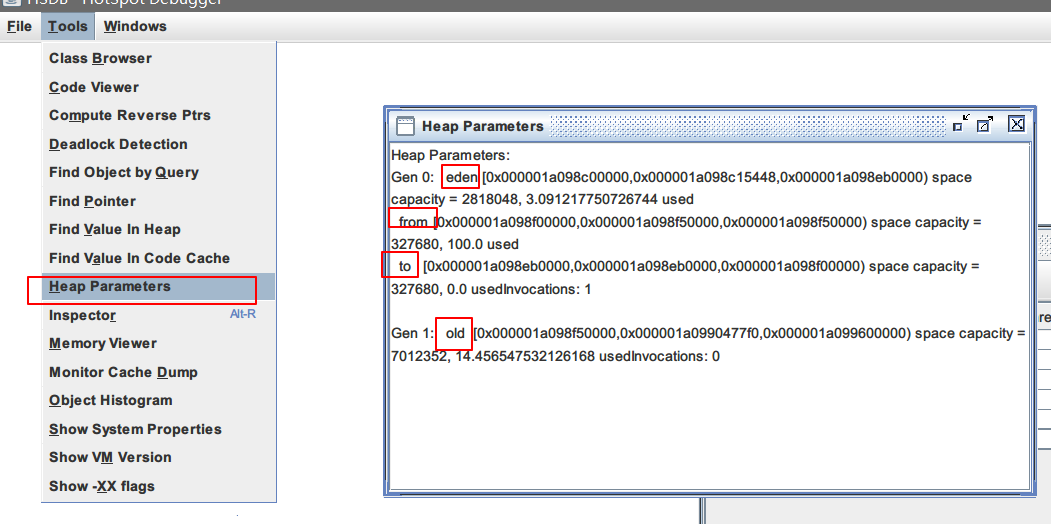 HSDB - HotSpot Debugger
File Tools Windows
Class Browser
Code Viewer
Compute Reverse Ptrs
Deadlock Detection
Find Object by Query
Find Pointer
Find Value In Heap
Find Value In Code Cache
Heap Parameters
Inspector Alt-R
Memory Viewer
Monitor Cache Dump
Object Histogram
Show System Properties
Show VM Version
Show -XX flags
Heap Parameters
Heap Parameters:
Gen 0: eden [0x000001a098c00000,0x000001a098c15448,0x000001a098eb0000) space
capacity = 2818048, 3.091217750726744 used
from [0x000001a098f00000,0x000001a098f50000,0x000001a098f50000) space capacity =
327680, 100.0 used
to [0x000001a098eb0000,0x000001a098eb0000,0x000001a098f00000) space capacity =
327680, 0.0 usedInvocations: 1
Gen 1: old [0x000001a098f50000,0x000001a0990477f0,0x000001a099600000) space capacity =
7012352, 14.456547532126168 usedInvocations: 0